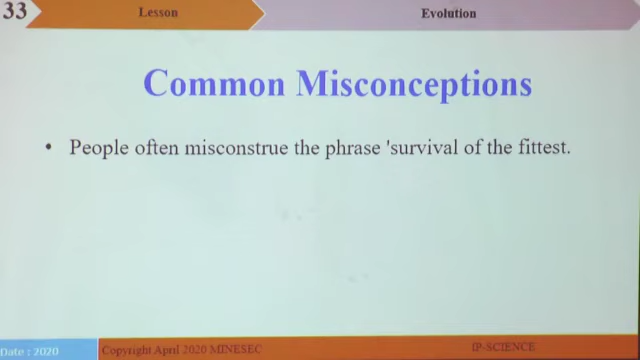 33
Lesson
Evolution
Common Misconceptions
• People often misconstrue the phrase 'survival of the fittest.
Date : 2020
Copyright April 2020 MINESEC
IP-SCIENCE